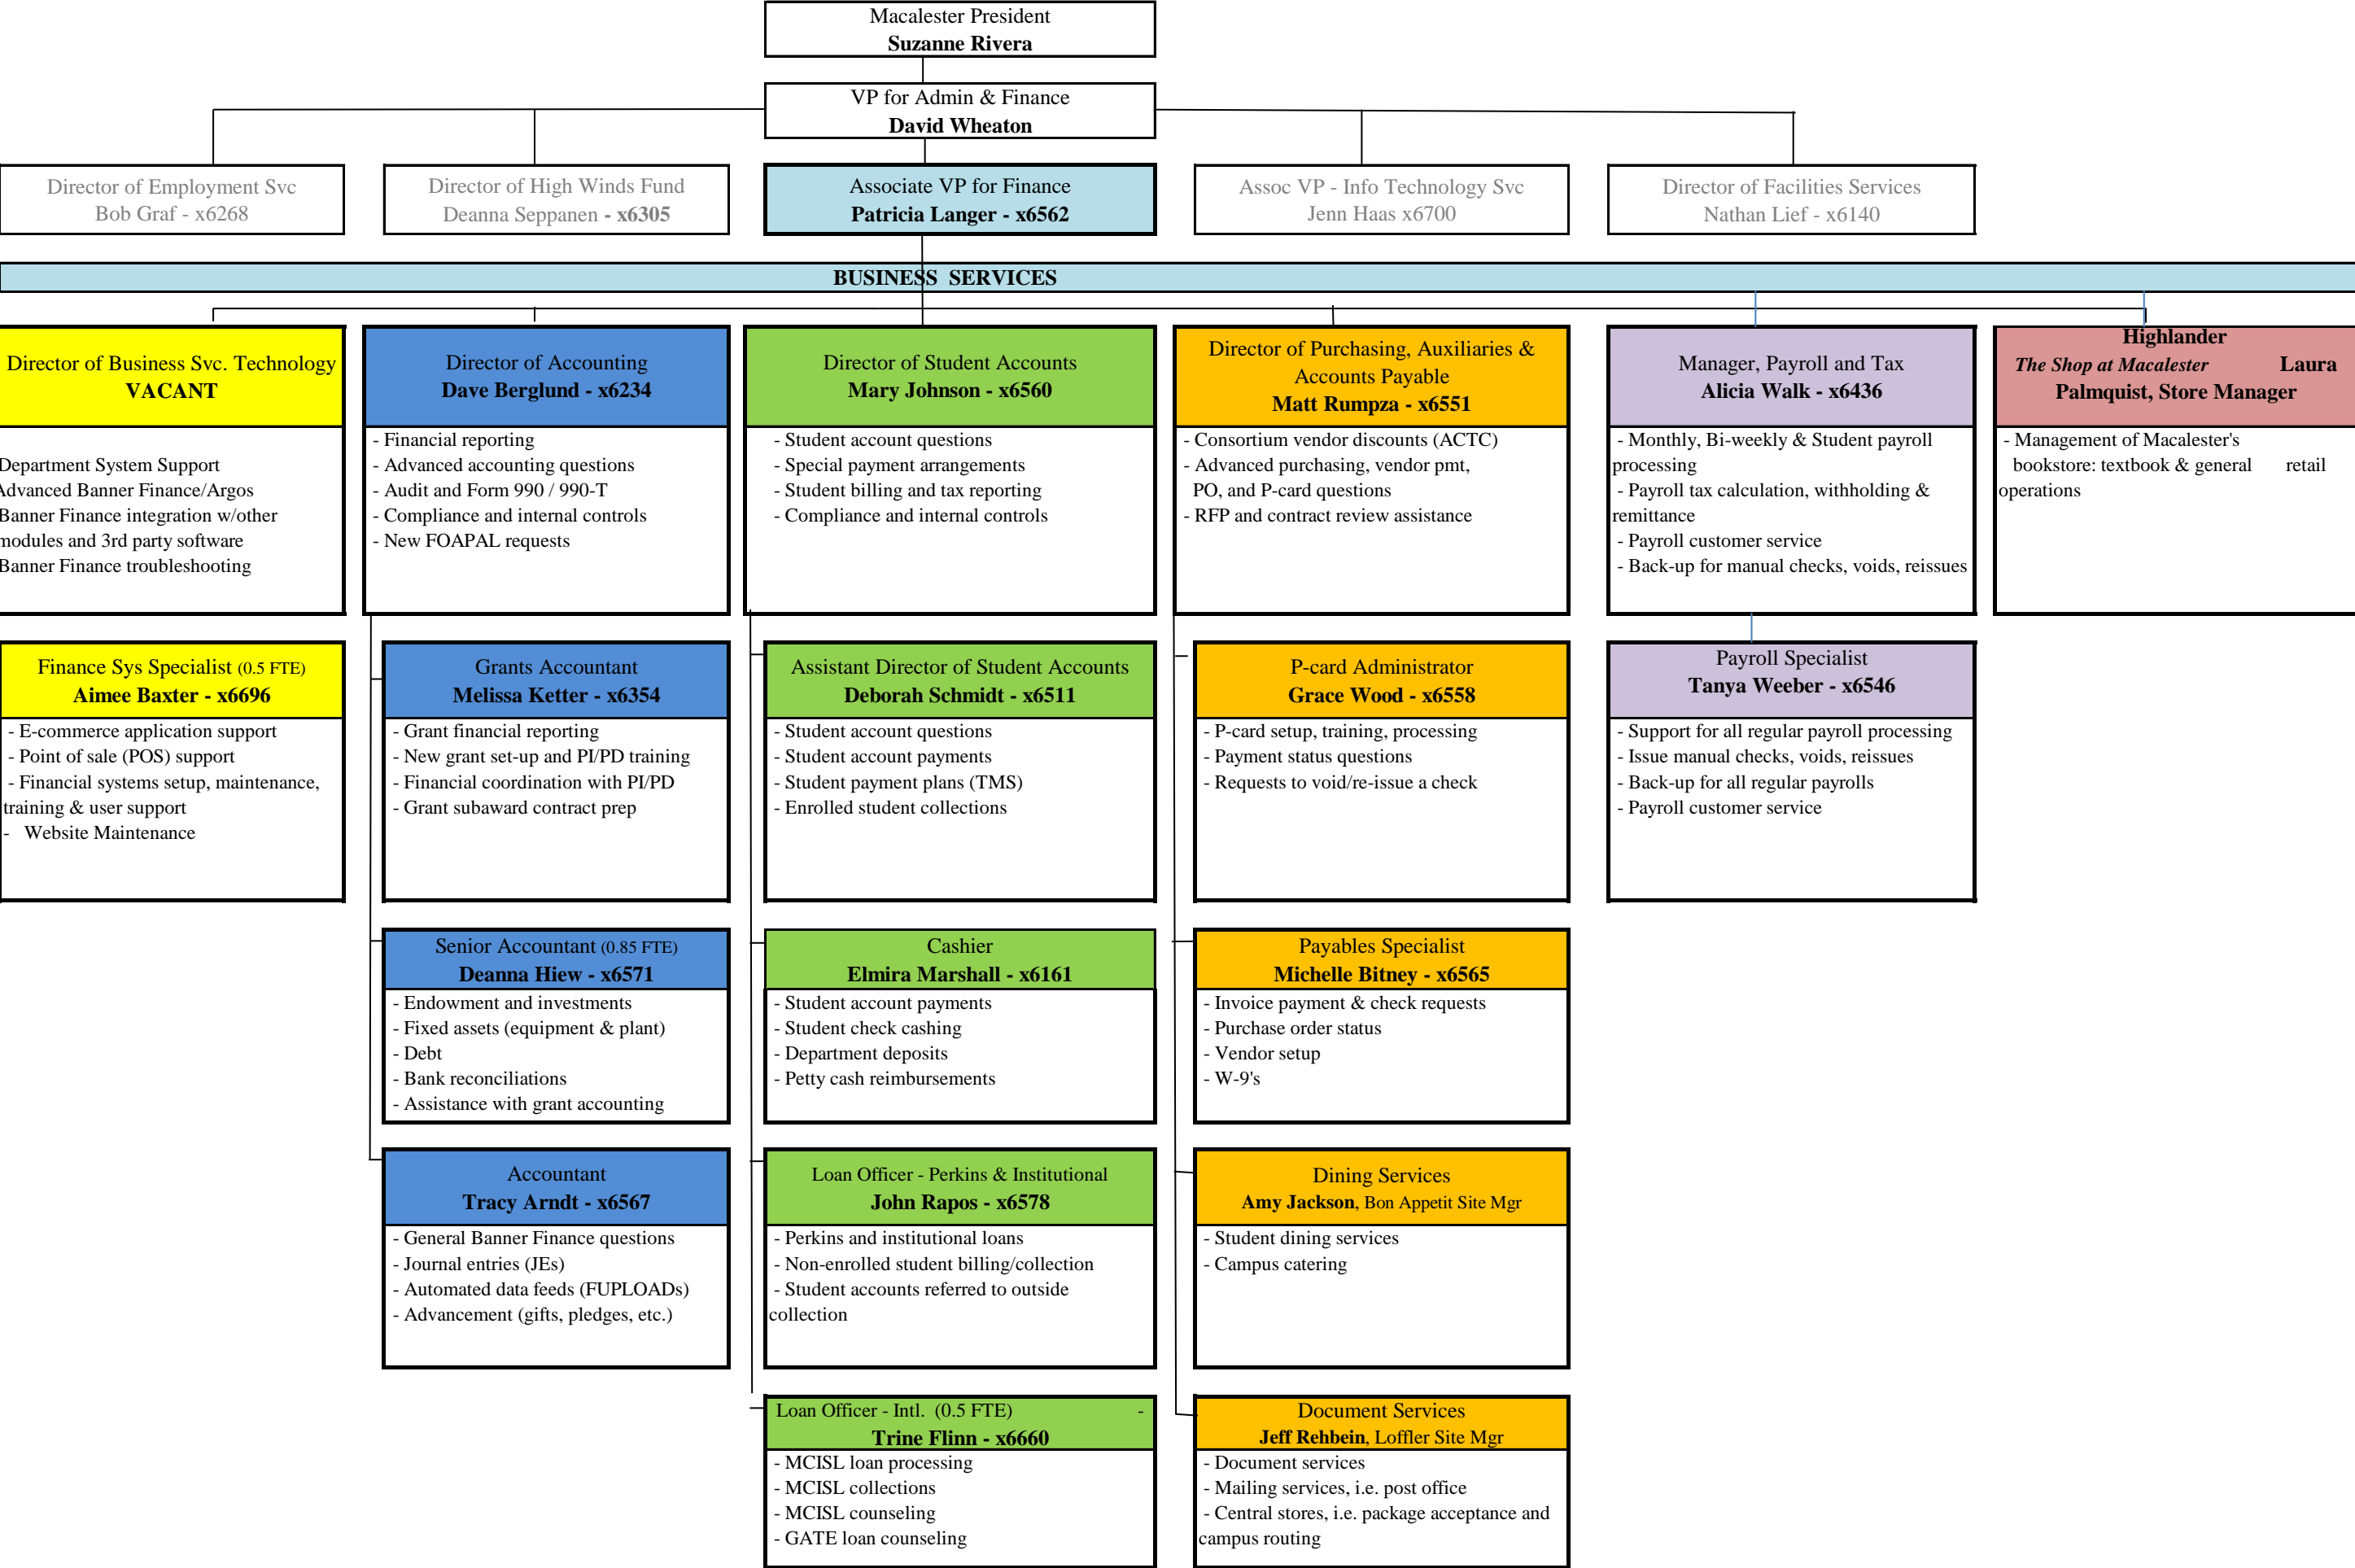 Macalester President
Suzanne Rivera
VP for Admin & Finance
David Wheaton
Director of Employment Svc
Bob Graf - x6268
Director of High Winds Fund
Deanna Seppanen - x6305
Associate VP for Finance
Patricia Langer - x6562
Assoc VP - Info Technology Svc
Jenn Haas x6700
Director of Facilities Services
Nathan Lief - x6140
BUSINESS SERVICES
Director of Business Svc. Technology
VACANT
Department System Support
Advanced Banner Finance/Argos
Banner Finance integration w/other
modules and 3rd party software
Banner Finance troubleshooting
Director of Accounting
Dave Berglund - x6234
- Financial reporting
- Advanced accounting questions
- Audit and Form 990 / 990-T
- Compliance and internal controls
- New FOAPAL requests
Director of Student Accounts
Mary Johnson - x6560
- Student account questions
- Special payment arrangements
- Student billing and tax reporting
- Compliance and internal controls
Director of Purchasing, Auxiliaries &
Accounts Payable
Matt Rumpza - x6551
- Consortium vendor discounts (ACTC)
- Advanced purchasing, vendor pmt,
PO, and P-card questions
- RFP and contract review assistance
Manager, Payroll and Tax
Alicia Walk - x6436
- Monthly, Bi-weekly & Student payroll
processing
- Payroll tax calculation, withholding &
remittance
- Payroll customer service
- Back-up for manual checks, voids, reissues
Highlander
The Shop at Macalester Laura
Palmquist, Store Manager
- Management of Macalester's
bookstore: textbook & general retail
operations
Finance Sys Specialist (0.5 FTE)
Aimee Baxter - x6696
- E-commerce application support
- Point of sale (POS) support
- Financial systems setup, maintenance,
training & user support
- Website Maintenance
Grants Accountant
Melissa Ketter - x6354
- Grant financial reporting
- New grant set-up and PI/PD training
- Financial coordination with PI/PD
- Grant subaward contract prep
Assistant Director of Student Accounts
Deborah Schmidt - x6511
- Student account questions
- Student account payments
- Student payment plans (TMS)
- Enrolled student collections
P-card Administrator
Grace Wood - x6558
- P-card setup, training, processing
- Payment status questions
- Requests to void/re-issue a check
Payroll Specialist
Tanya Weeber - x6546
- Support for all regular payroll processing
- Issue manual checks, voids, reissues
- Back-up for all regular payrolls
- Payroll customer service
Senior Accountant (0.85 FTE)
Deanna Hiew - x6571
- Endowment and investments
- Fixed assets (equipment & plant)
- Debt
- Bank reconciliations
- Assistance with grant accounting
Cashier
Elmira Marshall - x6161
- Student account payments
- Student check cashing
- Department deposits
- Petty cash reimbursements
Payables Specialist
Michelle Bitney - x6565
- Invoice payment & check requests
- Purchase order status
- Vendor setup
- W-9's
Accountant
Tracy Arndt - x6567
- General Banner Finance questions
- Journal entries (JEs)
- Automated data feeds (FUPLOADs)
- Advancement (gifts, pledges, etc.)
Loan Officer - Perkins & Institutional
John Rapos - x6578
- Perkins and institutional loans
- Non-enrolled student billing/collection
- Student accounts referred to outside
collection
Dining Services
Amy Jackson, Bon Appetit Site Mgr
- Student dining services
- Campus catering
Loan Officer - Intl. (0.5 FTE) -
Trine Flinn - x6660
- MCISL loan processing
- MCISL collections
- MCISL counseling
- GATE loan counseling
Document Services
Jeff Rehbein, Loffler Site Mgr
- Document services
- Mailing services, i.e. post office
- Central stores, i.e. package acceptance and
campus routing